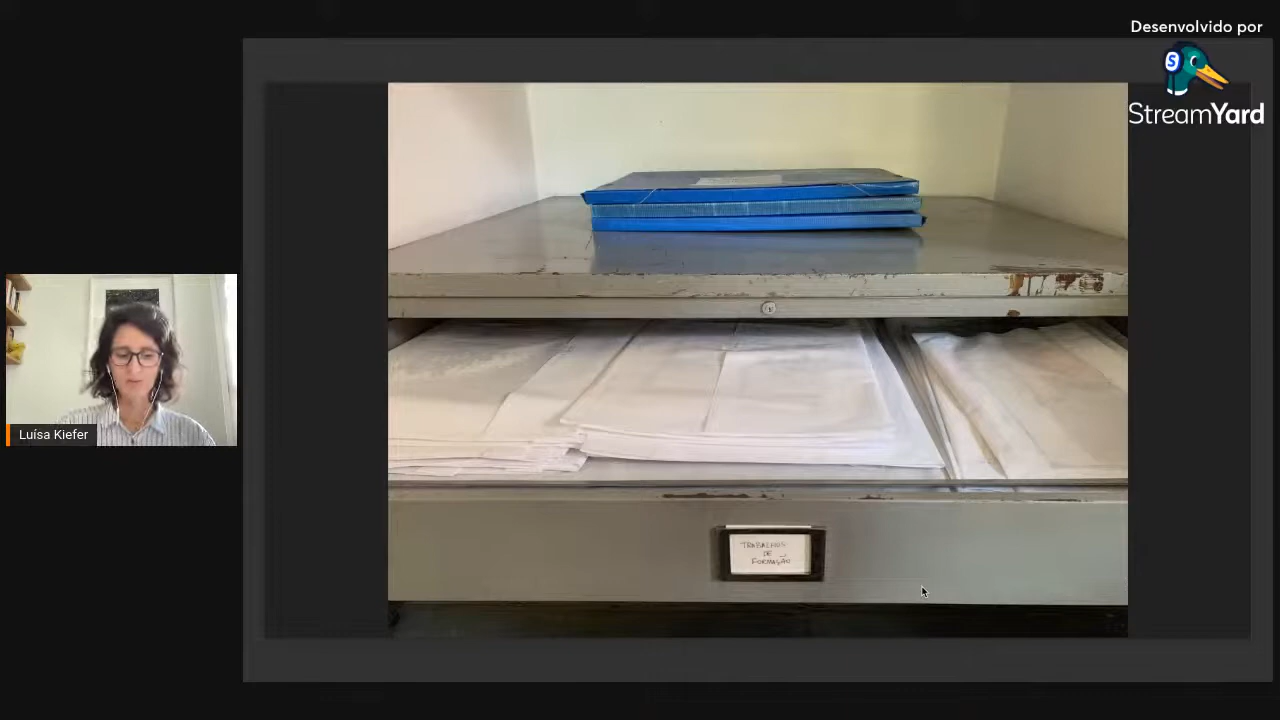 Desenvolvido por
StreamYard
Luísa Kiefer
TRABALHOS
DE
FORMAÇÃO